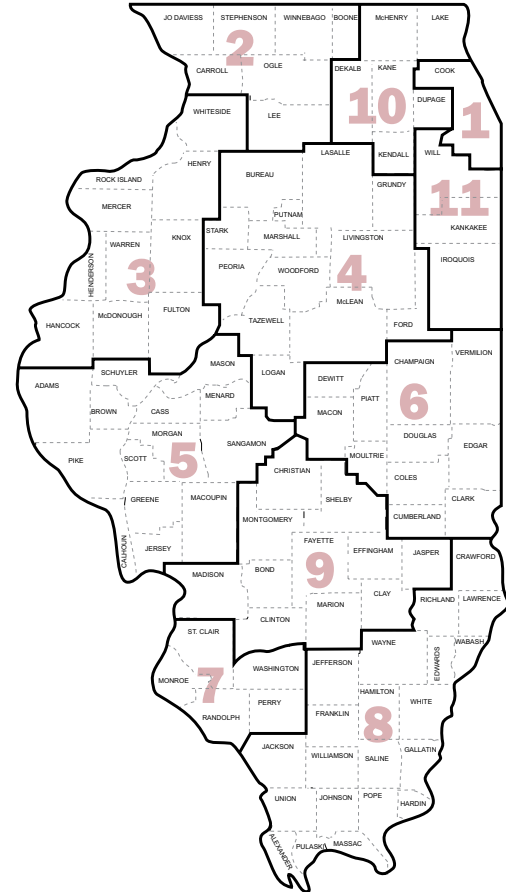 JO DAVIESS STEPHENSON WINNEBAGO BOONE McHENRY LAKE
2
CARROLL OGLE DEKALB KANE COOK
10
DUPAGE
WHITESIDE LEE
1
LASALLE KENDALL WILL
HENRY BUREAU GRUNDY
ROCK ISLAND
11
MERCER PUTNAM
KANKAKEE
STARK MARSHALL LIVINGSTON
WARREN KNOX
HENDERSON
3
PEORIA WOODFORD
4
IROQUOIS
McLEAN
HANCOCK McDONOUGH FULTON TAZEWELL FORD
MASON LOGAN CHAMPAIGN VERMILION
SCHUYLER DEWITT
ADAMS MENARD PIATT
BROWN CASS MACON
6
MORGAN SANGAMON DOUGLAS EDGAR
PIKE SCOTT
5
MOULTRIE
CHRISTIAN COLES
GREENE MACOUPIN SHELBY CLARK
MONTGOMERY CUMBERLAND
CALHOUN JERSEY FAYETTE EFFINGHAM JASPER CRAWFORD
MADISON BOND
9
CLAY RICHLAND LAWRENCE
MARION
CLINTON
ST. CLAIR WAYNE EDWARDS WABASH
WASHINGTON JEFFERSON
MONROE
7
HAMILTON WHITE
RANDOLPH PERRY FRANKLIN
8
JACKSON WILLIAMSON SALINE GALLATIN
UNION JOHNSON POPE HARDIN
ALEXANDER PULASKI MASSAC